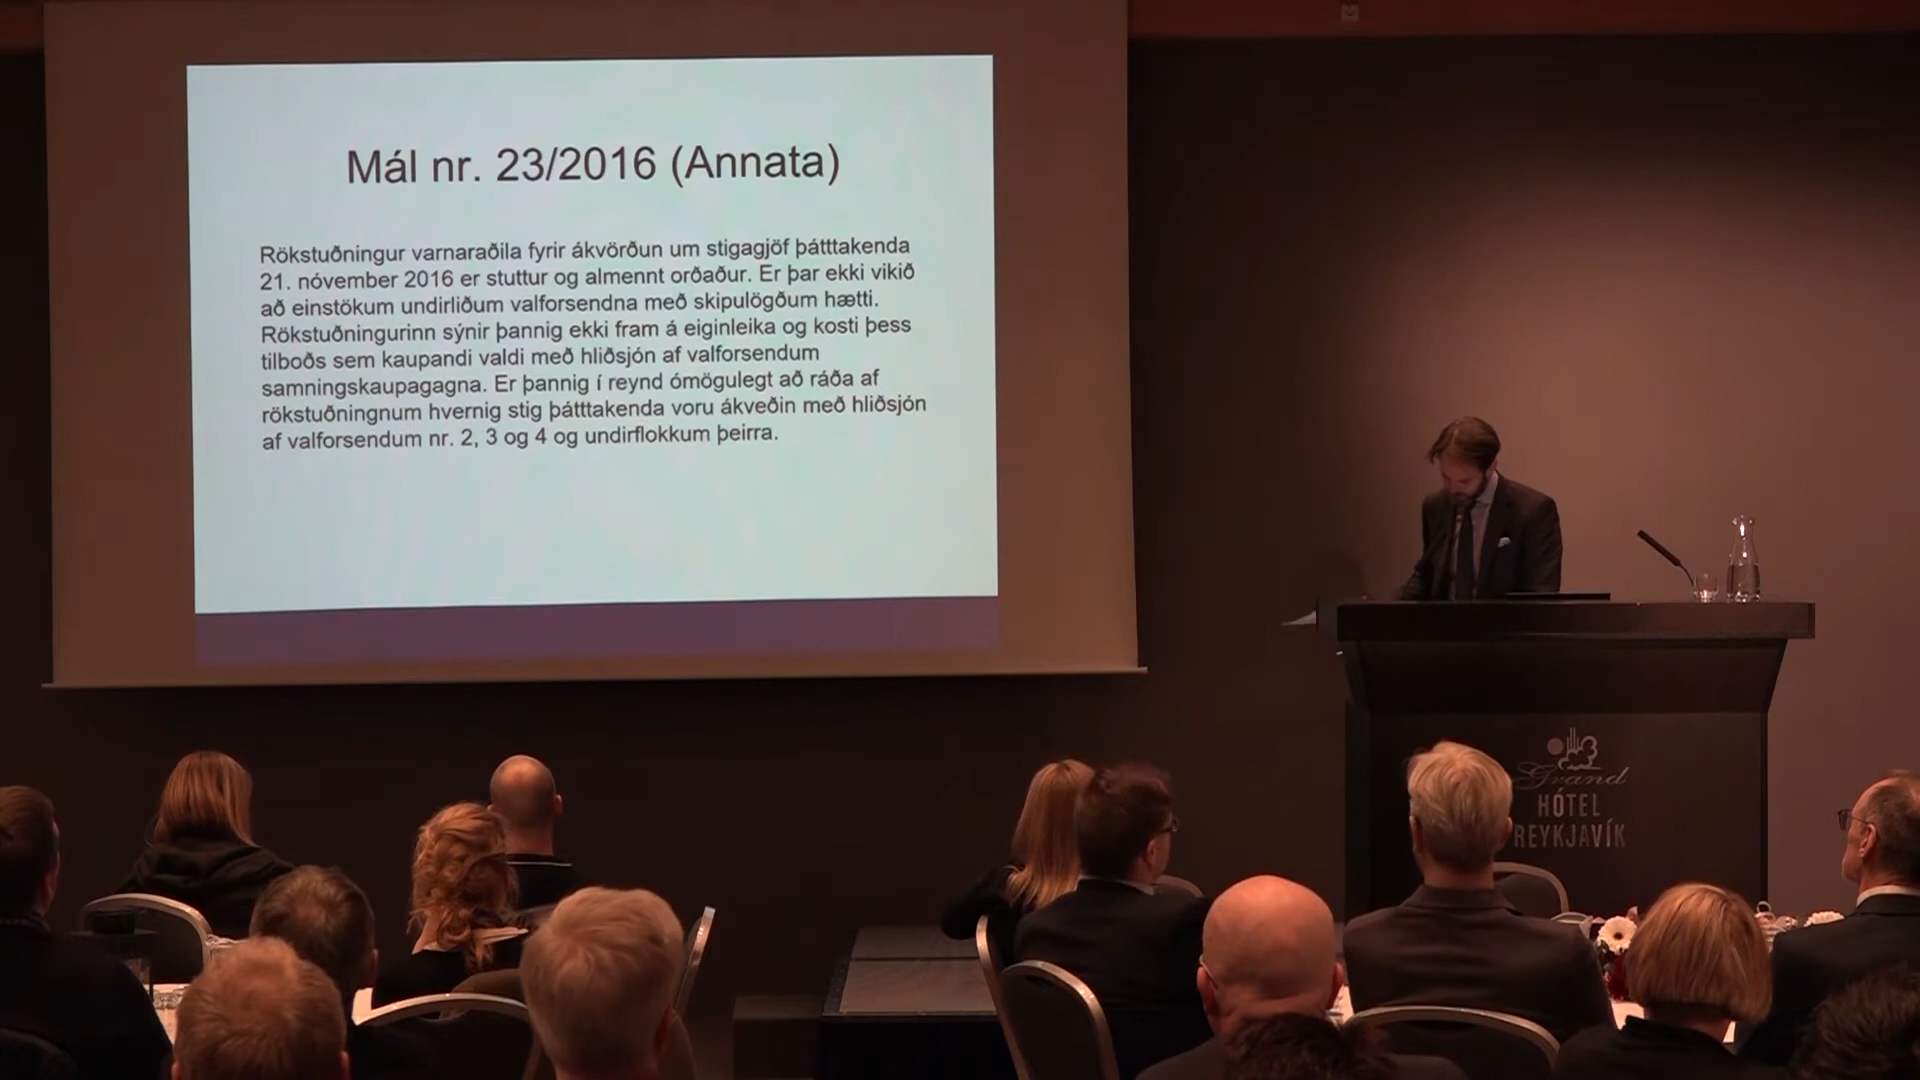 Mál nr. 23/2016 (Annata)
Rökstuðningur varnaraðila fyrir ákvörðun um stigagjöf þátttakenda
21. nóvember 2016 er stuttur og almennt orðaður. Er þar ekki vikið
að einstökum undirliðum valforsendna með skipulögðum hætti.
Rökstuðningurinn sýnir þannig ekki fram á eiginleika og kosti þess
tilboðs sem kaupandi valdi með hliðsjón af valforsendum
samningskaupagagna. Er þannig í reynd ómögulegt að ráða af
rökstuðningnum hvernig stig þátttakenda voru ákveðin með hliðsjón
af valforsendum nr. 2, 3 og 4 og undirflokkum þeirra.
Grand
HÓTEL
REYKJAVÍK